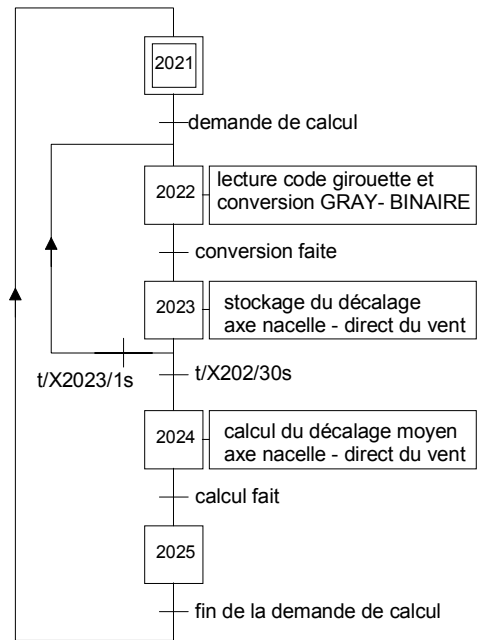 2021
demande de calcul
2022
lecture code girouette et
conversion GRAY- BINAIRE
conversion faite
2023
stockage du décalage
axe nacelle - direct du vent
t/X2023/1s
t/X202/30s
2024
calcul du décalage moyen
axe nacelle - direct du vent
calcul fait
2025
fin de la demande de calcul